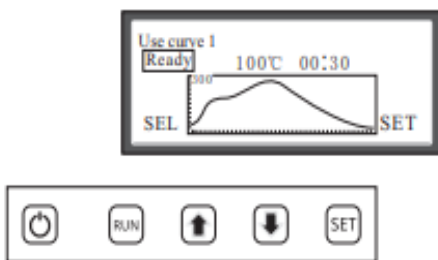 Use curve 1
Ready 100℃ 00:30
300
SEL SET
RUN SET